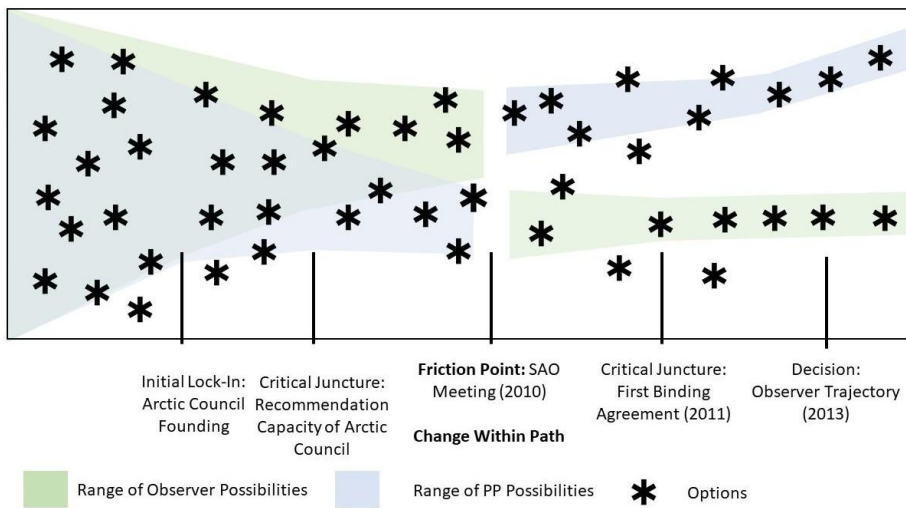 Initial Lock-In:
Arctic Council
Founding
Critical Juncture:
Recommendation
Capacity of Arctic
Council
Friction Point: SAO
Meeting (2010)
Change Within Path
Critical Juncture:
First Binding
Agreement (2011)
Decision:
Observer Trajectory
(2013)
Range of Observer Possibilities
Range of PP Possibilities
Options